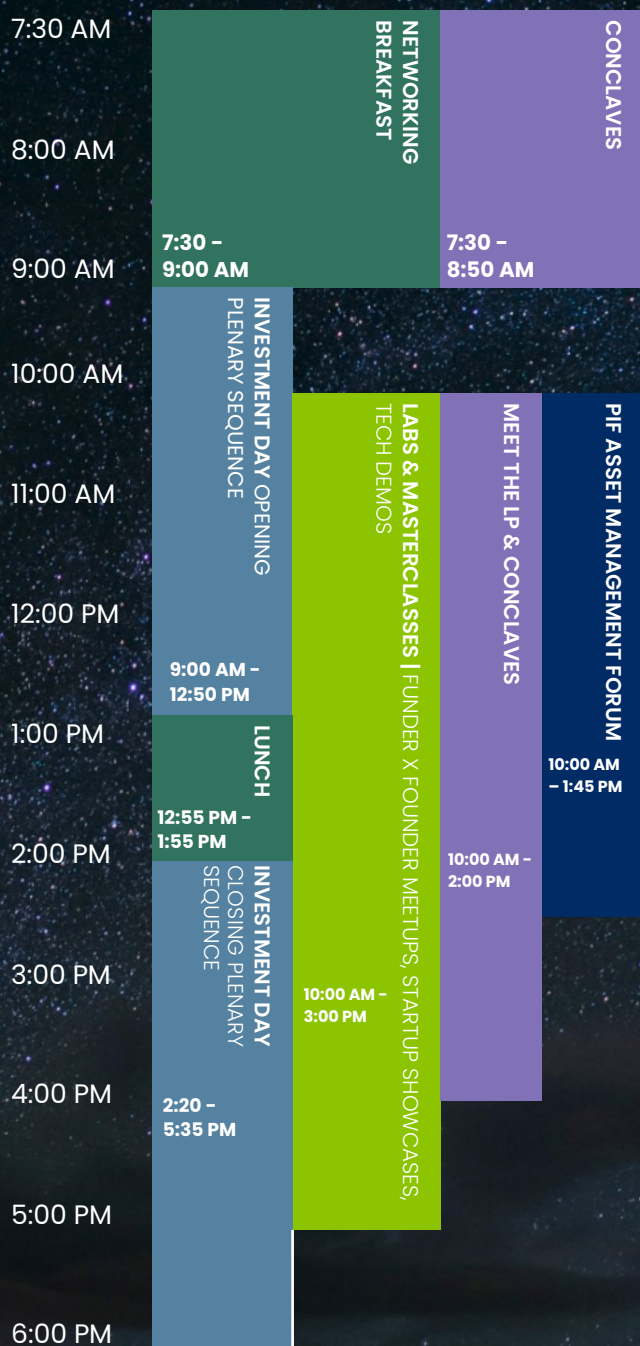 7:30 AM
8:00 AM
9:00 AM
10:00 AM
11:00 AM
12:00 PM
1:00 PM
2:00 PM
3:00 PM
4:00 PM
5:00 PM
6:00 PM
NETWORKING
BREAKFAST
7:30 –
9:00 AM
CONCLAVES
7:30 –
8:50 AM
INVESTMENT DAY OPENING
PLENARY SEQUENCE
9:00 AM –
12:50 PM
LABS & MASTERCLASSES | FUNDER X FOUNDER MEETUPS, STARTUP SHOWCASES,
TECH DEMOS
10:00 AM –
3:00 PM
MEET THE LP & CONCLAVES
10:00 AM –
2:00 PM
PIF ASSET MANAGEMENT FORUM
10:00 AM
– 1:45 PM
LUNCH
12:55 PM –
1:55 PM
INVESTMENT DAY
CLOSING PLENARY
SEQUENCE
2:20 –
5:35 PM